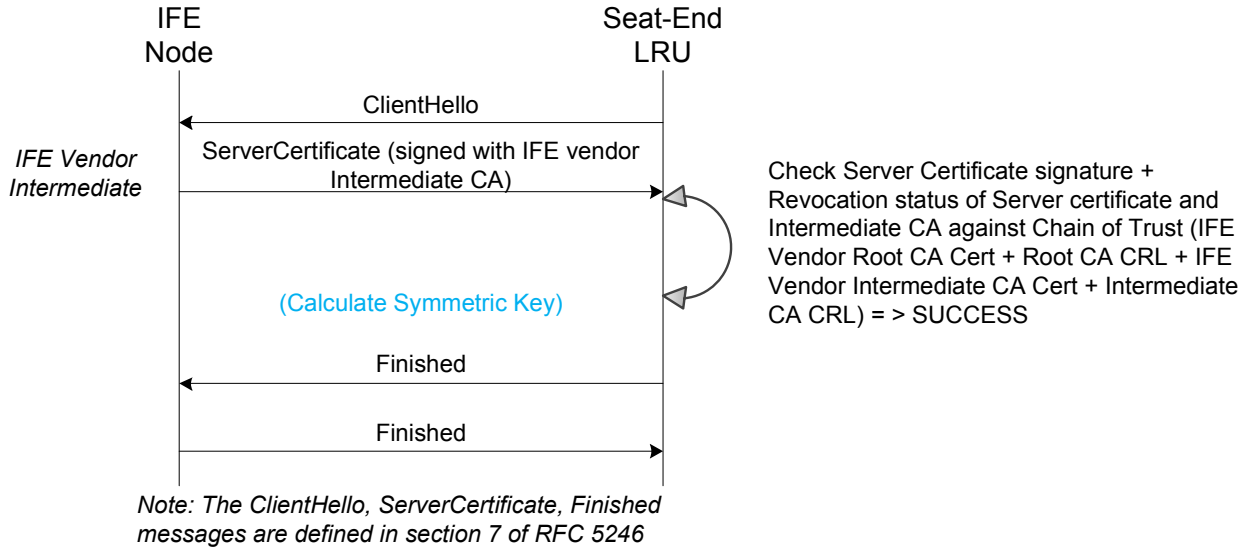 IFE
Node
Seat-End
LRU
ClientHello
IFE Vendor
Intermediate
ServerCertificate (signed with IFE vendor
Intermediate CA)
Check Server Certificate signature +
Revocation status of Server certificate and
Intermediate CA against Chain of Trust (IFE
Vendor Root CA Cert + Root CA CRL + IFE
Vendor Intermediate CA Cert + Intermediate
CA CRL) = > SUCCESS
(Calculate Symmetric Key)
Finished
Finished
Note: The ClientHello, ServerCertificate, Finished
messages are defined in section 7 of RFC 5246